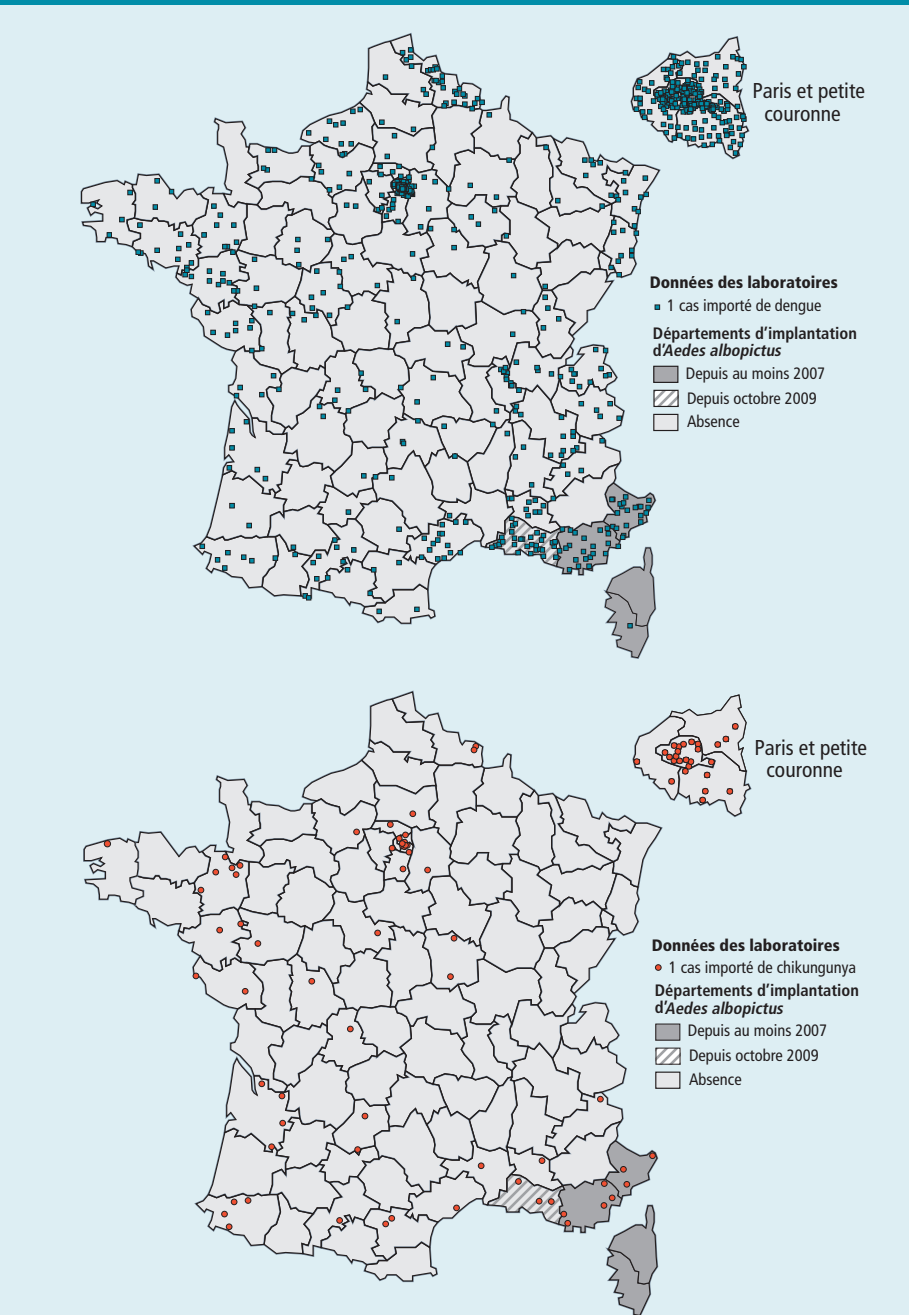 Paris et petite
couronne
Données des laboratoires
1 cas importé de dengue
Départements d'implantation
d'Aedes albopictus
Depuis au moins 2007
Depuis octobre 2009
Absence
Paris et petite
couronne
Données des laboratoires
1 cas importé de chikungunya
Départements d'implantation
d'Aedes albopictus
Depuis au moins 2007
Depuis octobre 2009
Absence